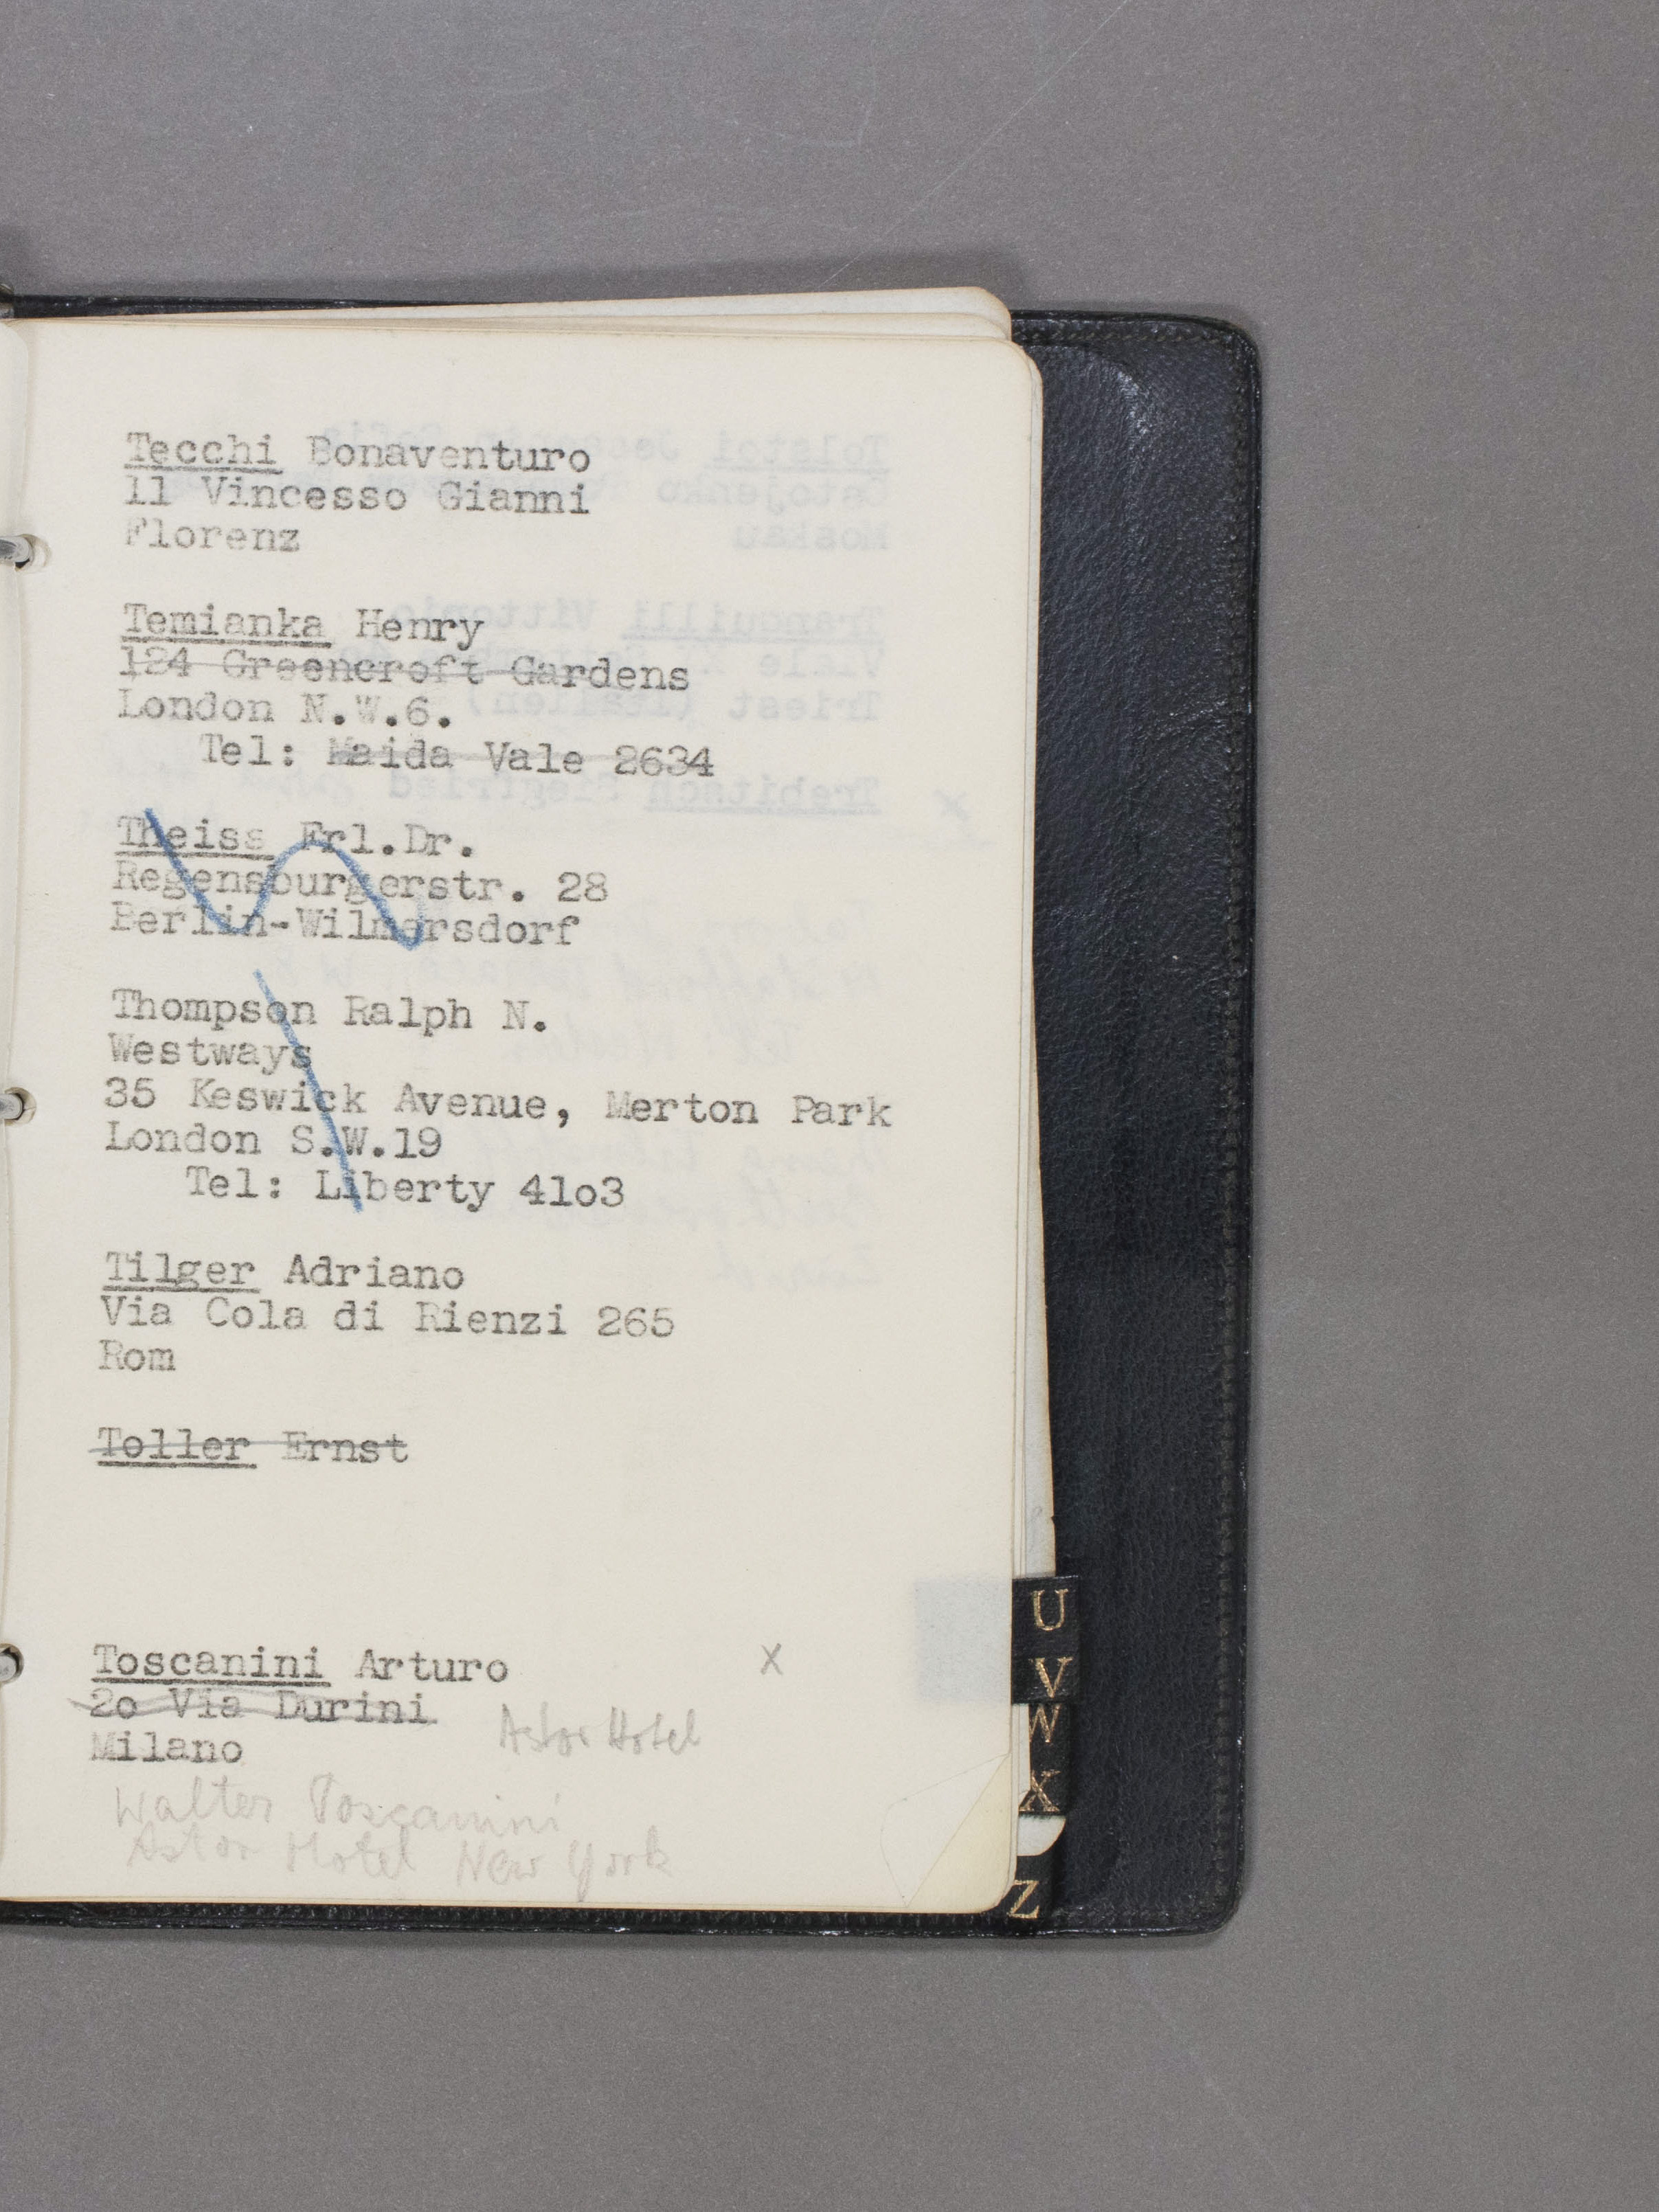 Tecchi Bonaventuro
11 Vincesso Gianni
Florenz
Temianka Henry
124 Greencroft Gardens
London N.W.6.
Tel: Maida Vale 2634
Theiss Frl.Dr.
Regensburgerstr. 28
Berlin-Wilmersdorf
Thompson Ralph N.
Westways
35 Keswick Avenue, Merton Park
London S.W.19
Tel: Liberty 41o3
Tilger Adriano
Via Cola di Rienzi 265
Rom
Toller Ernst
Toscanini Arturo x
2o Via Durini
Astor Hotel
Milano
Walter Toscanini
Astor Hotel New York
U
V
W
X
Z